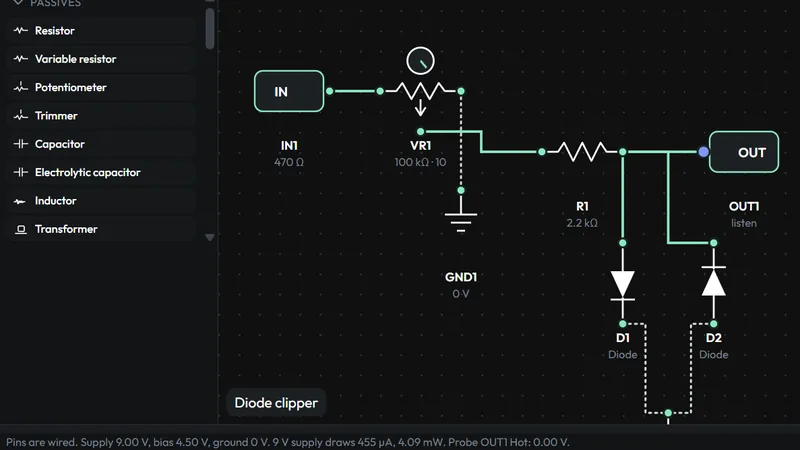 PASSIVES
Resistor
Variable resistor
Potentiometer
Trimmer
Capacitor
Electrolytic capacitor
Inductor
Transformer
IN
IN1
470 Ω
VR1
100 kΩ · 10
GND1
0 V
R1
2.2 kΩ
OUT
OUT1
listen
D1
Diode
D2
Diode
Diode clipper
Pins are wired. Supply 9.00 V, bias 4.50 V, ground 0 V. 9 V supply draws 455 µA, 4.09 mW. Probe OUT1 Hot: 0.00 V.